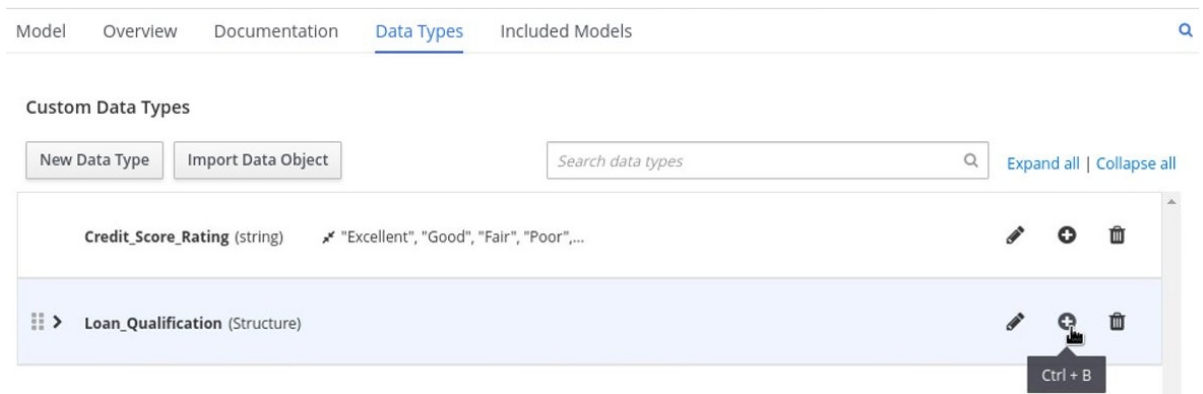 Model Overview Documentation Data Types Included Models
Custom Data Types
New Data Type Import Data Object Search data types Expand all | Collapse all
Credit_Score_Rating (string) "Excellent", "Good", "Fair", "Poor",...
Loan_Qualification (Structure)
Ctrl + B